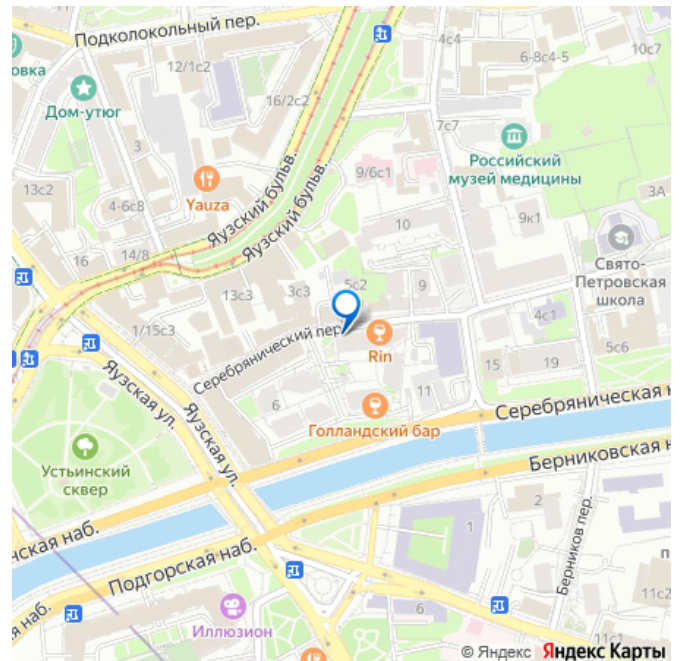 Подколокольный пер.
4с4
6-8с4-5
10с7
овка
12/1с2
16/2с2
Дом-утюг
7с7
3
Российский
музей медицины
9/6с1
13с2
Yauza
3А
4-6с8
Яузский бульв.
Яузский бульв.
10
9к1
14/8
16
Свято-
Петровская
школа
13с3
3с3
5с2
9
1/15с3
Серебрянический пер.
Rin
4с1
5с6
15
19
Яузская ул.
Яузская ул.
6
11
Голландский бар
Серебряническая н
Устьинский
сквер
Берниковская н
2
1
нская наб.
Подгорская наб.
Берников пер.
п
я наб.
6
11с2
Иллюзион
11с1
© Яндекс Яндекс Карты